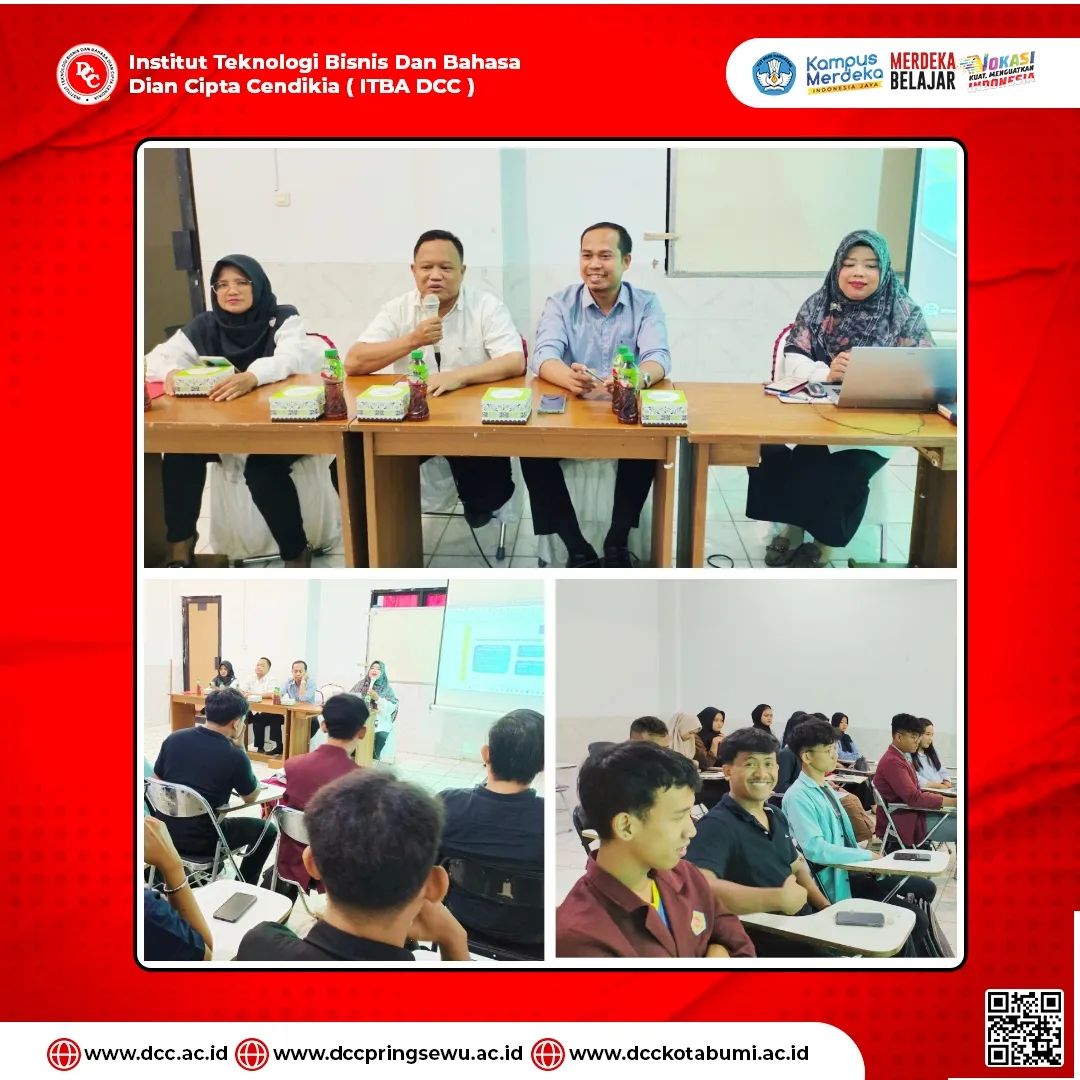 Institut Teknologi Bisnis Dan Bahasa
Dian Cipta Cendikia ( ITBA DCC )
DCC
Kampus
Merdeka
INDONESIA JAYA
MERDEKA
BELAJAR
VOKASI
KUAT, MENGUATKAN
INDONESIA
www.dcc.ac.id
www.dccpringsewu.ac.id
www.dcckotabumi.ac.id